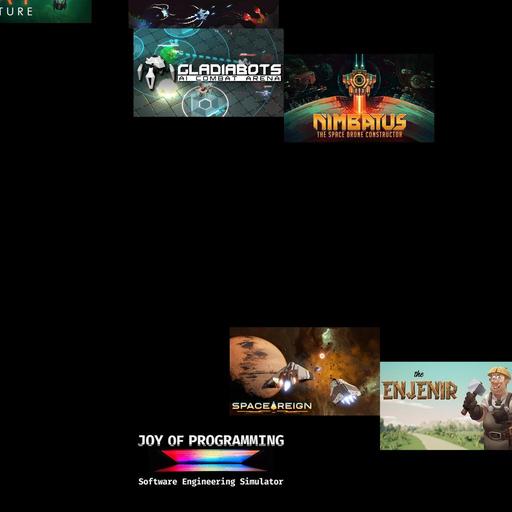 TURE
GLADIABOTS
AI COMBAT ARENA
NIMBATUS
THE SPACE DRONE CONSTRUCTOR
SPACE REIGN
the
ENJENIR
JOY OF PROGRAMMING
Software Engineering Simulator